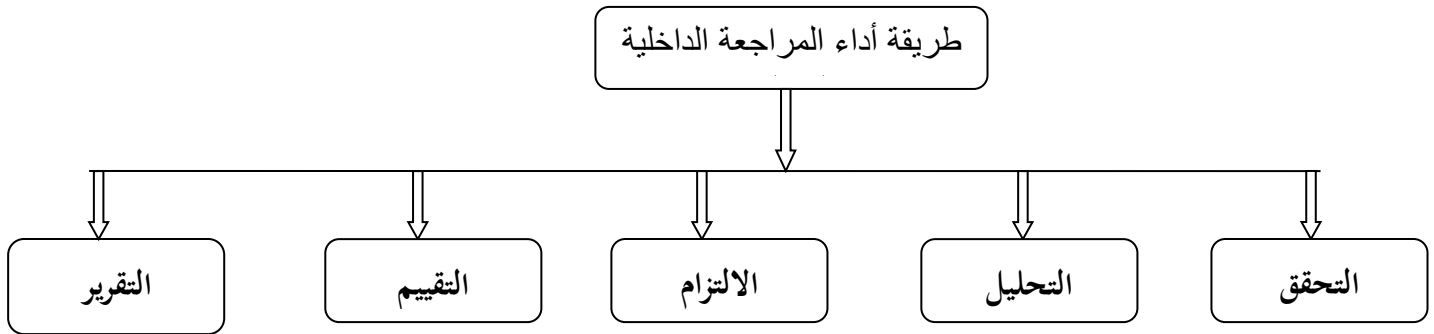 طريقة أداء المراجعة الداخلية
التحقق
التحليل
الالتزام
التقييم
التقرير